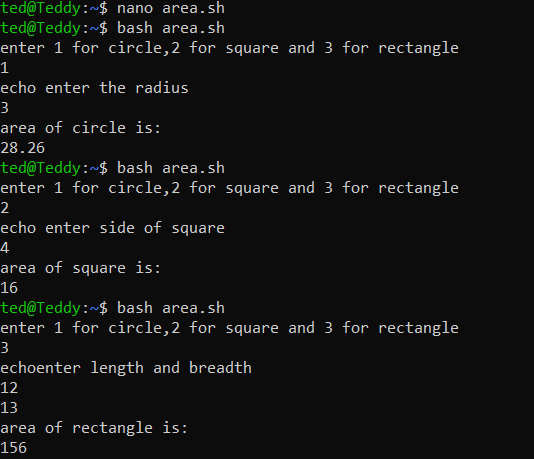 ted@Teddy:~$ nano area.sh
ted@Teddy:~$ bash area.sh
enter 1 for circle,2 for square and 3 for rectangle
1
echo enter the radius
3
area of circle is:
28.26
ted@Teddy:~$ bash area.sh
enter 1 for circle,2 for square and 3 for rectangle
2
echo enter side of square
4
area of square is:
16
ted@Teddy:~$ bash area.sh
enter 1 for circle,2 for square and 3 for rectangle
3
echoenter length and breadth
12
13
area of rectangle is:
156